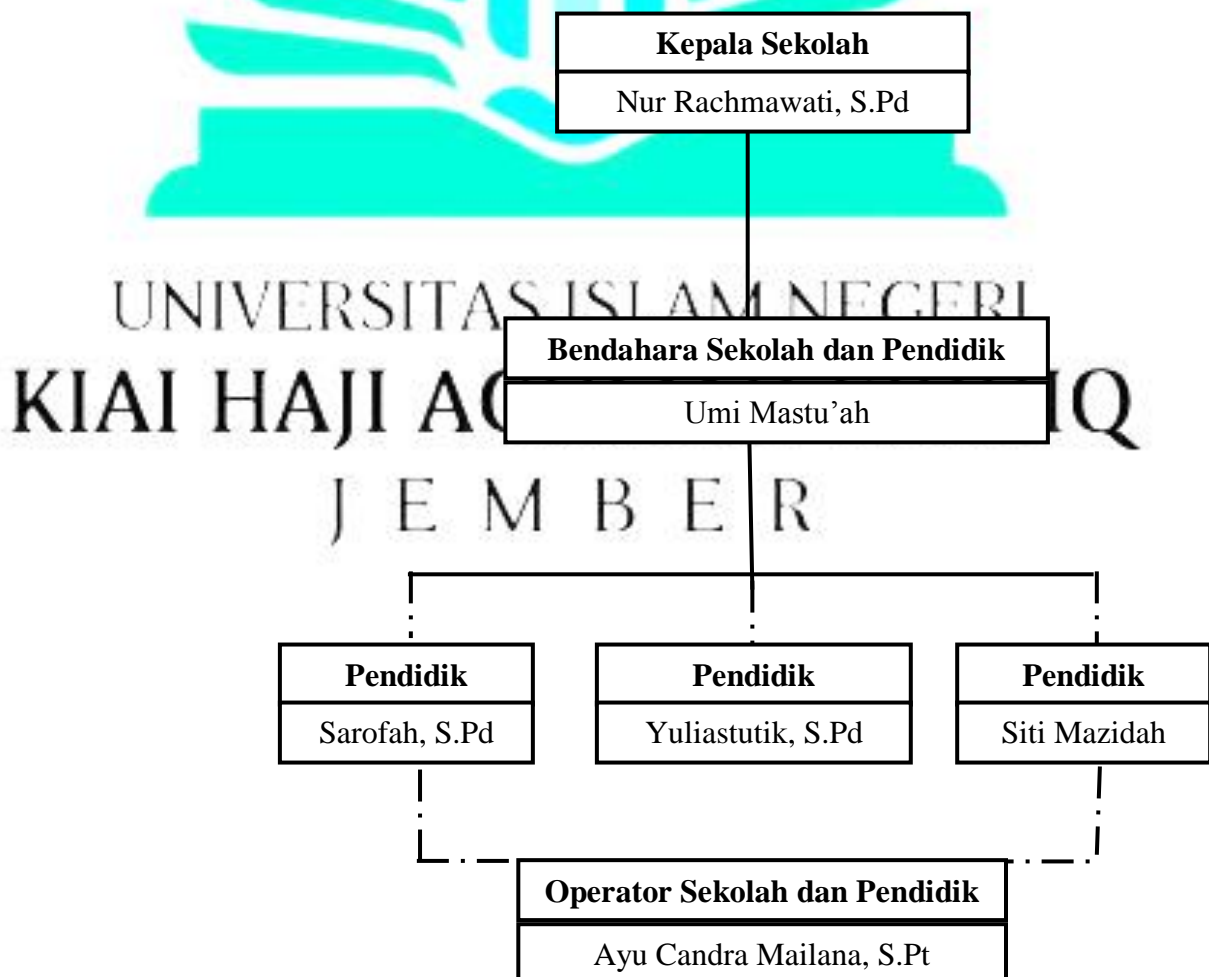 Kepala Sekolah
Nur Rachmawati, S.Pd
UNIVERSITAS ISLAM NEGERI
Bendahara Sekolah dan Pendidik
KIAI HAJI
IQ
Umi Mastu’ah
J E M B E R
Pendidik
Pendidik
Pendidik
Sarofah, S.Pd
Yuliastutik, S.Pd
Siti Mazidah
Operator Sekolah dan Pendidik
Ayu Candra Mailana, S.Pt